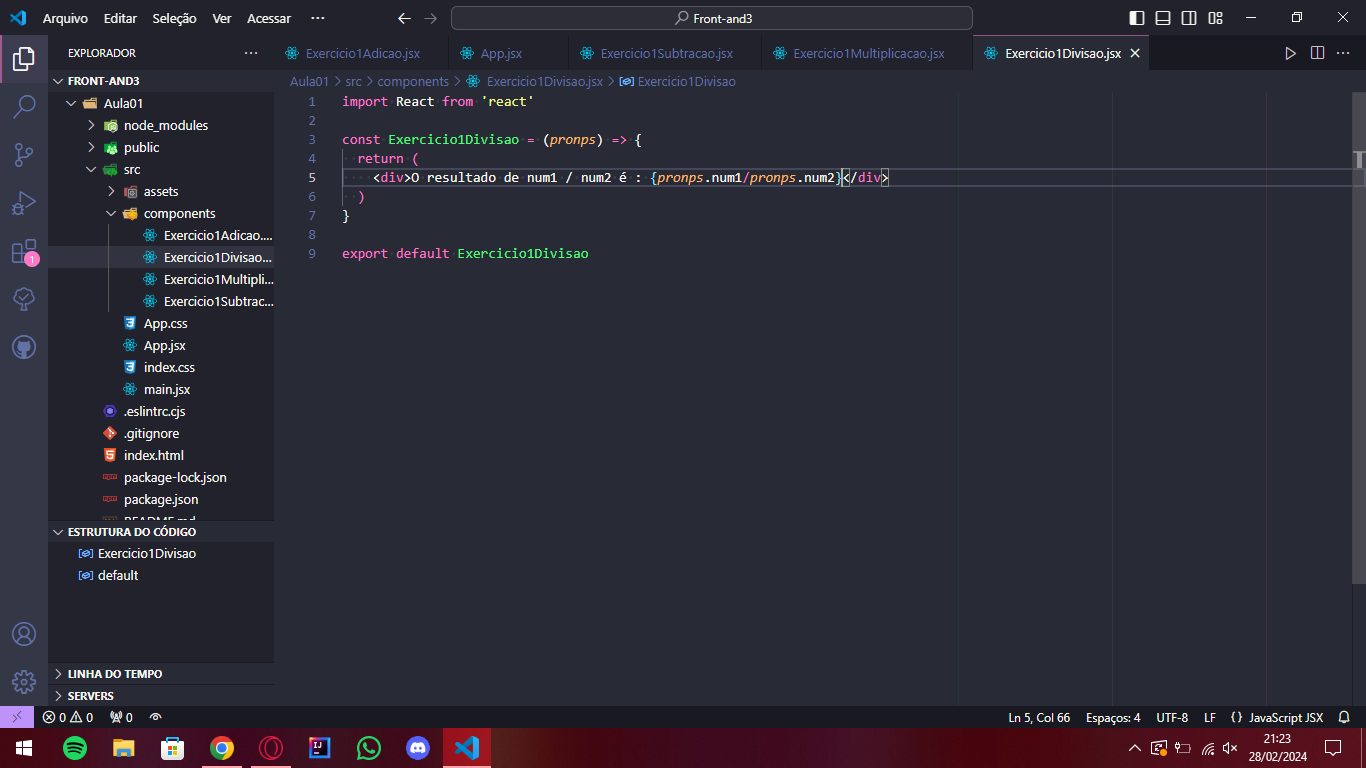 Arquivo Editar Seleção Ver Acessar ···
Front-and3
EXPLORADOR ···
Exercicio1Adicao.jsx App.jsx Exercicio1Subtracao.jsx Exercicio1Multiplicacao.jsx Exercicio1Divisao.jsx
Aula01 > src > components > Exercicio1Divisao.jsx > Exercicio1Divisao
FRONT-AND3
Aula01
node_modules
public
src
assets
components
Exercicio1Adicao....
Exercicio1Divisao...
Exercicio1Multipli...
Exercicio1Subtrac...
App.css
App.jsx
index.css
main.jsx
.eslintrc.cjs
.gitignore
index.html
package-lock.json
package.json
README.md
ESTRUTURA DO CÓDIGO
Exercicio1Divisao
default
LINHA DO TEMPO
SERVERS
1 import React from 'react'
2
3 const Exercicio1Divisao = (pronps) => {
4 return (
5 <div>O resultado de num1 / num2 é : {pronps.num1/pronps.num2}</div>
6 )
7 }
8
9 export default Exercicio1Divisao
1
0 0 0
Ln 5, Col 66 Espaços: 4 UTF-8 LF {} JavaScript JSX
IJ
21:23
28/02/2024